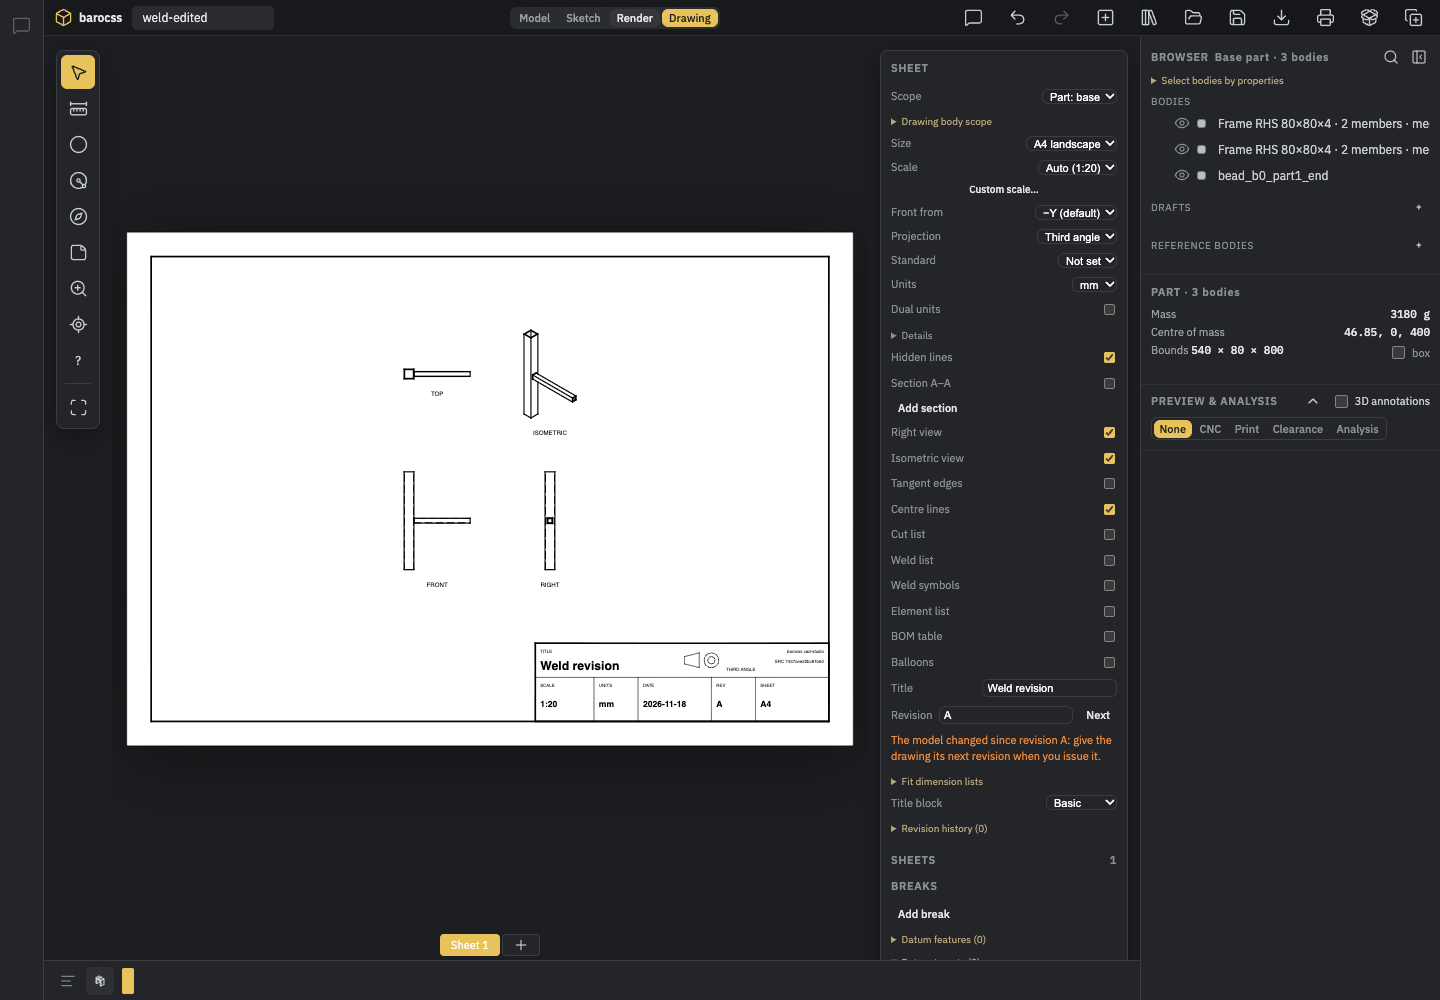 barocss
weld-edited
Model Sketch Render Drawing
SHEET
Scope Part: base
Drawing body scope
Size A4 landscape
Scale Auto (1:20)
Custom scale...
Front from −Y (default)
Projection Third angle
Standard Not set
Units mm
Dual units
Details
Hidden lines
Section A–A
Add section
Right view
Isometric view
Tangent edges
Centre lines
Cut list
Weld list
Weld symbols
Element list
BOM table
Balloons
Title Weld revision
Revision A Next
The model changed since revision A: give the
drawing its next revision when you issue it.
Fit dimension lists
Title block Basic
Revision history (0)
SHEETS 1
BREAKS
Add break
Datum features (0)
?
TOP
ISOMETRIC
FRONT
RIGHT
TITLE
Weld revision
THIRD ANGLE
barocss cad-studio
SCALE UNITS DATE REV SHEET
1:20 mm 2026-11-18 A A4
Sheet 1 +
BROWSER Base part · 3 bodies
Select bodies by properties
BODIES
Frame RHS 80×80×4 · 2 members · me
Frame RHS 80×80×4 · 2 members · me
bead_b0_part1_end
DRAFTS +
REFERENCE BODIES +
PART · 3 bodies
Mass 3180 g
Centre of mass 46.85, 0, 400
Bounds 540 × 80 × 800 box
PREVIEW & ANALYSIS 3D annotations
None CNC Print Clearance Analysis